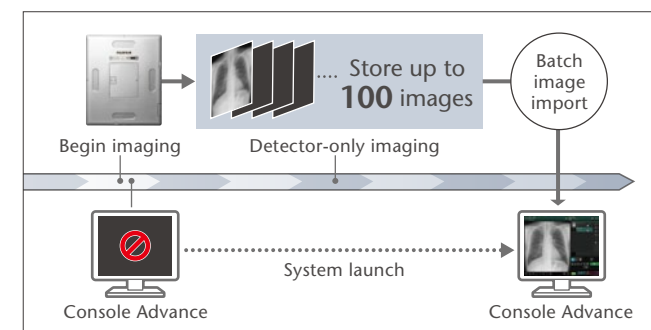 .... Store up to
100 images
Batch
image
import
Begin imaging
Detector-only imaging
System launch
Console Advance
Console Advance